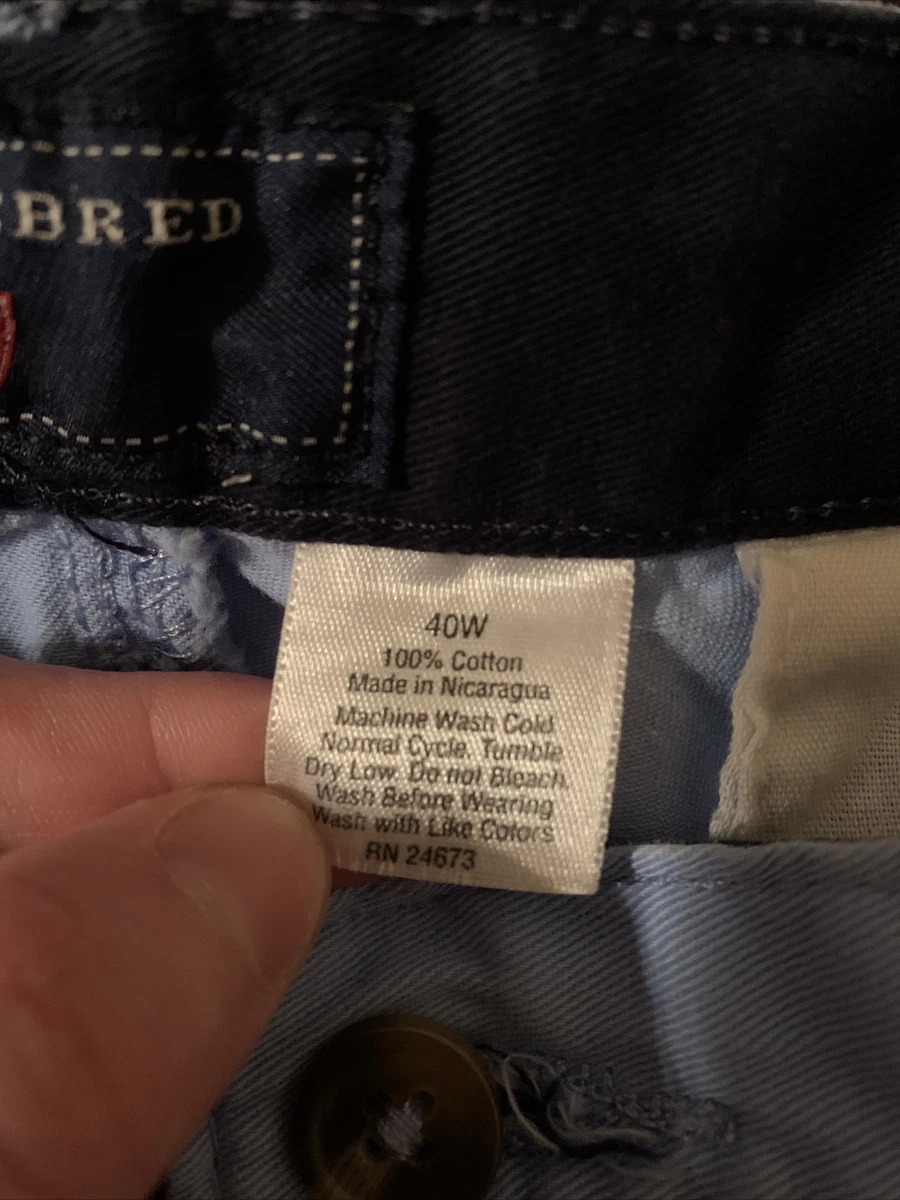 BRED
40W
100% Cotton
Made in Nicaragua
Machine Wash Cold
Normal Cycle. Tumble
Dry Low. Do not Bleach.
Wash Before Wearing
Wash with Like Colors
RN 24673